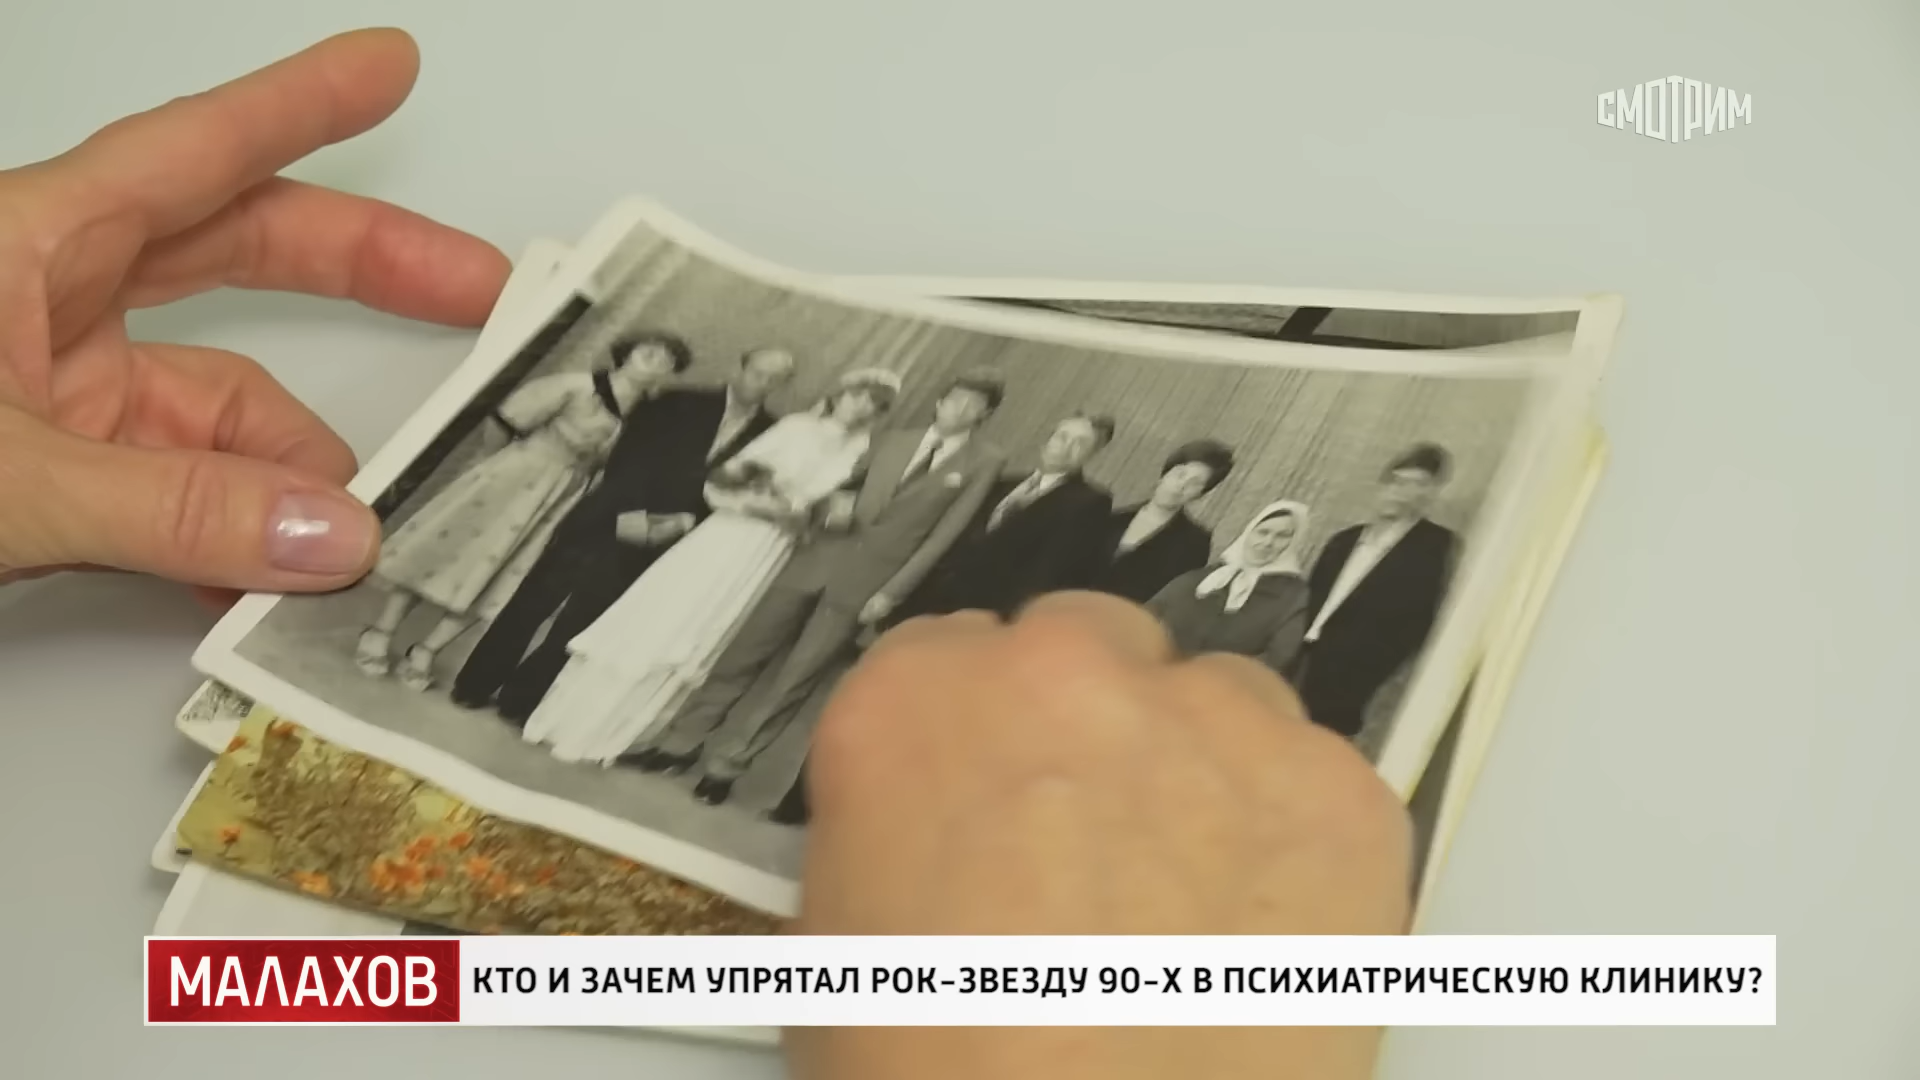 СМОТРИМ
МАЛАХОВ
КТО И ЗАЧЕМ УПРЯТАЛ РОК-ЗВЕЗДУ 90-Х В ПСИХИАТРИЧЕСКУЮ КЛИНИКУ?